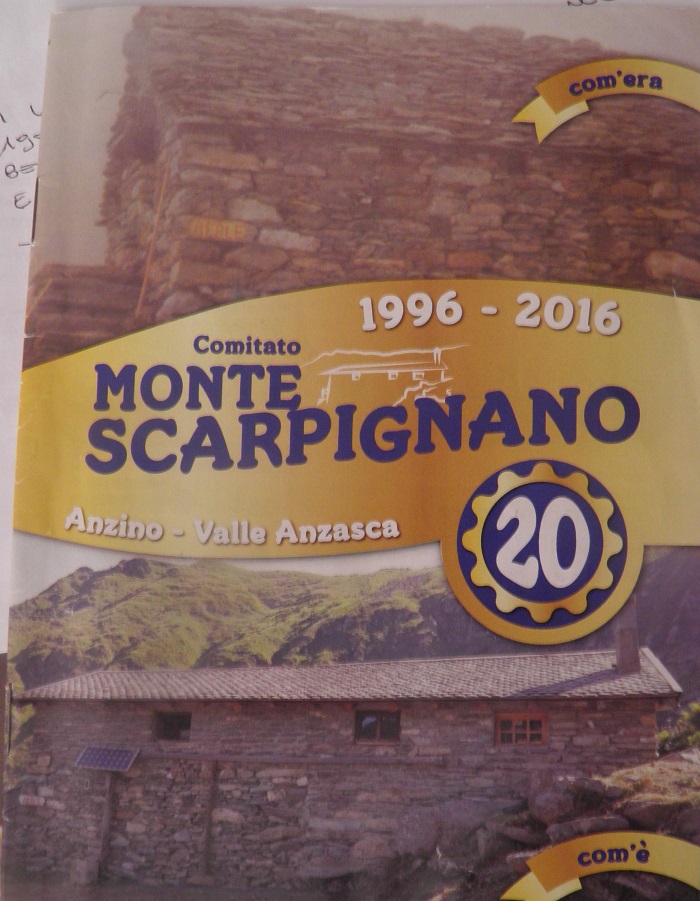 com'era
1996 - 2016
Comitato
MONTE
SCARPIGNANO
Anzino - Valle Anzasca
20
com'è